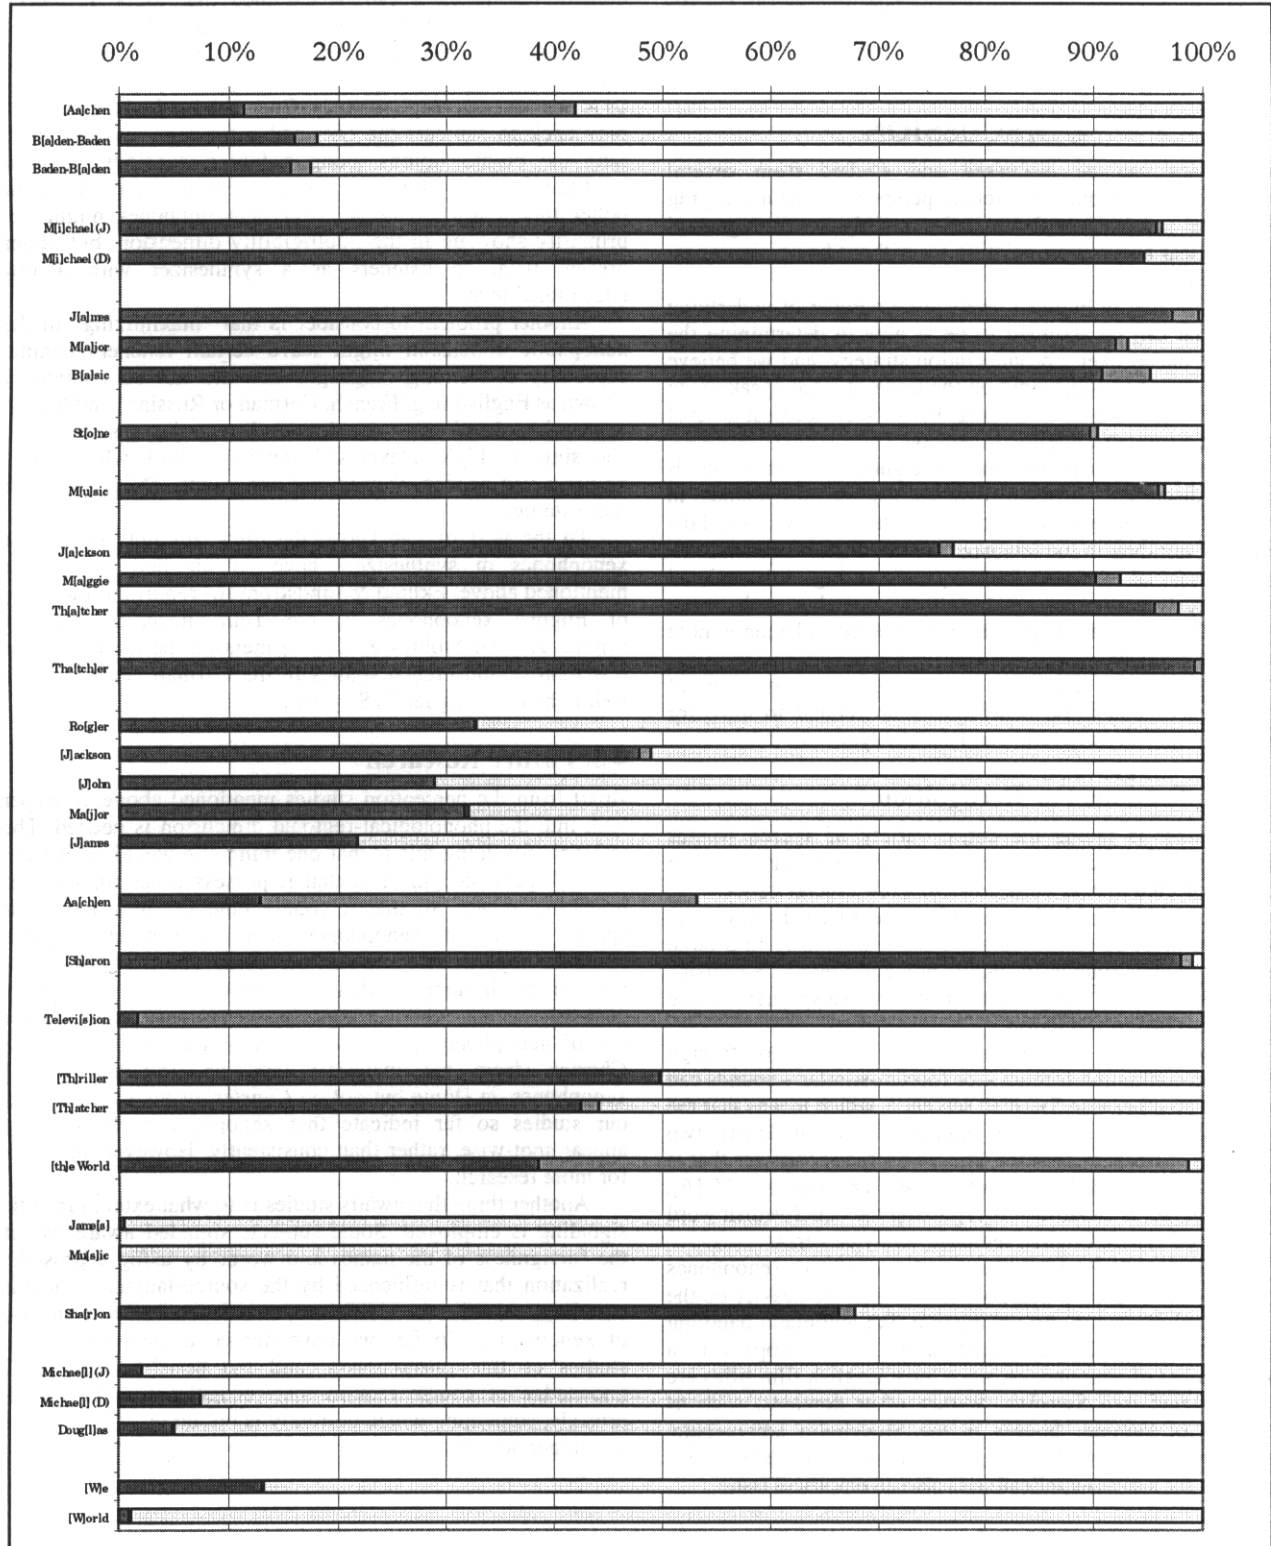 0% 10% 20% 30% 40% 50% 60% 70% 80% 90% 100%
[Aa]chen
B[a]den-Baden
Baden-B[a]den
M[i]chael (J)
M[i]chael (D)
J[a]mes
M[a]jor
B[a]sic
St[o]ne
M[u]sic
J[a]ckson
M[a]ggie
Th[a]tcher
Tha[tch]er
Ro[g]er
[J]ackson
[J]ohn
Ma[j]or
[J]ames
Aa[ch]en
[Sh]aron
Televi[s]ion
[Th]riller
[Th]atcher
[th]e World
Jame[s]
Mu[s]ic
Sha[r]on
Michae[l] (J)
Michae[l] (D)
Doug[l]as
[W]e
[W]orld